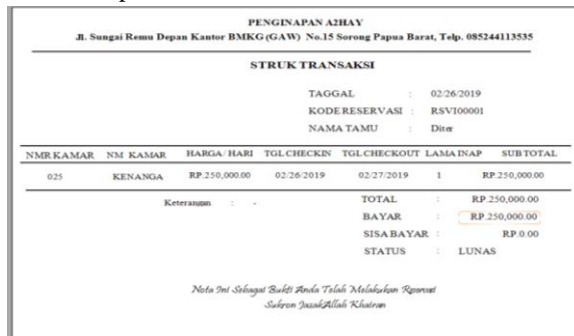 PENGINAPAN A2HAY
Jl. Sungai Remu Depan Kantor BMKG (GAW) No.15 Sorong Papua Barat, Telp. 085244113535
STRUK TRANSAKSI
TAGGAL : 02/26/2019
KODE RESERVASI : RSVI00001
NAMA TAMU : Diter
NMR KAMAR NM KAMAR HARGA/ HARI TGL CHECKIN TGL CHECKOUT LAMA INAP SUB TOTAL
025 KENANGA RP.250,000.00 02/26/2019 02/27/2019 1 RP.250,000.00
Keterangan : - TOTAL : RP.250,000.00
BAYAR : RP.250,000.00
SISA BAYAR : RP.0.00
STATUS : LUNAS
Nota Ini Sebagai Bukti Anda Telah Melakukan
Sukron JazakAllah Khairan